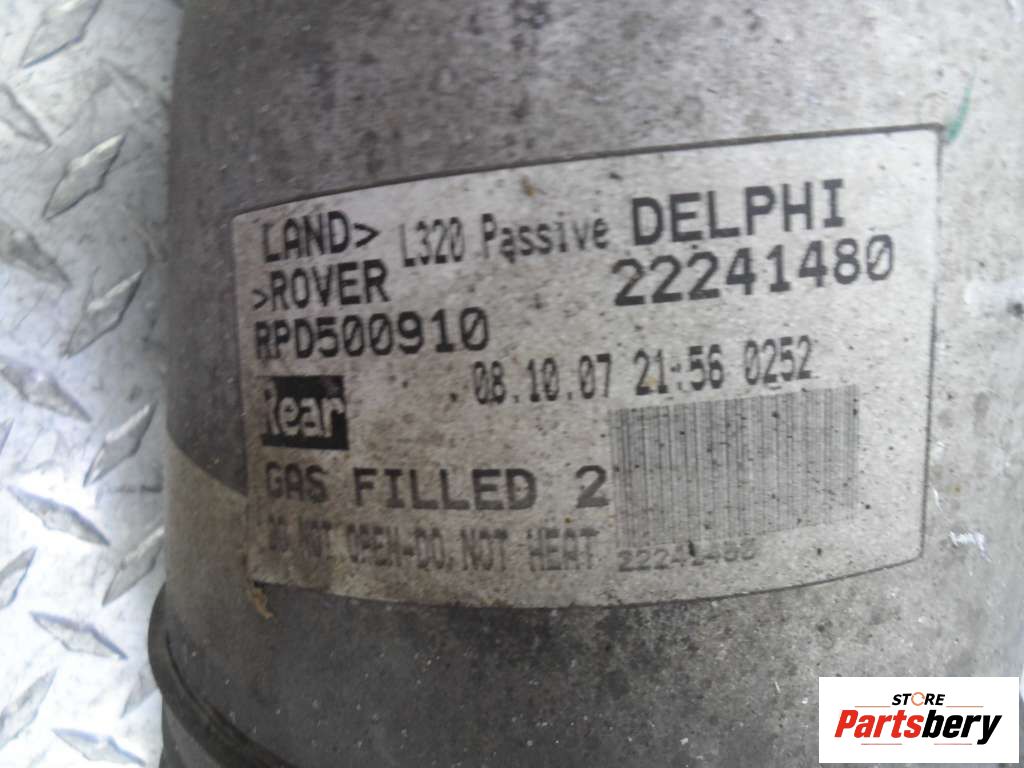 LAND> L320 Passive DELPHI
>ROVER 22241480
RPD500910
08.10.07 21:56 0252
Rear
GAS FILLED 2
DO NOT OPEN-DO NOT HEAT 22241480
STORE
Partsbery